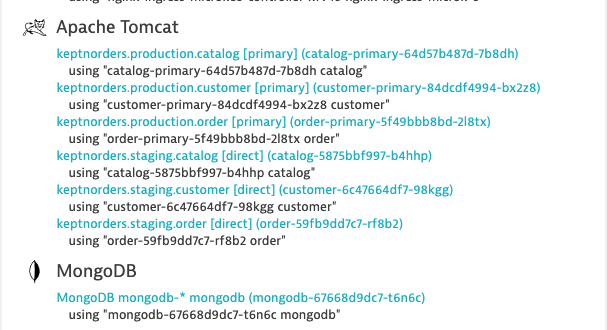 Apache Tomcat
keptnorders.production.catalog [primary] (catalog-primary-64d57b487d-7b8dh)
using "catalog-primary-64d57b487d-7b8dh catalog"
keptnorders.production.customer [primary] (customer-primary-84dcdf4994-bx2z8)
using "customer-primary-84dcdf4994-bx2z8 customer"
keptnorders.production.order [primary] (order-primary-5f49bbb8bd-2l8tx)
using "order-primary-5f49bbb8bd-2l8tx order"
keptnorders.staging.catalog [direct] (catalog-5875bbf997-b4hhp)
using "catalog-5875bbf997-b4hhp catalog"
keptnorders.staging.customer [direct] (customer-6c47664df7-98kgg)
using "customer-6c47664df7-98kgg customer"
keptnorders.staging.order [direct] (order-59fb9dd7c7-rf8b2)
using "order-59fb9dd7c7-rf8b2 order"
MongoDB
MongoDB mongodb-* mongodb (mongodb-67668d9dc7-t6n6c)
using "mongodb-67668d9dc7-t6n6c mongodb"